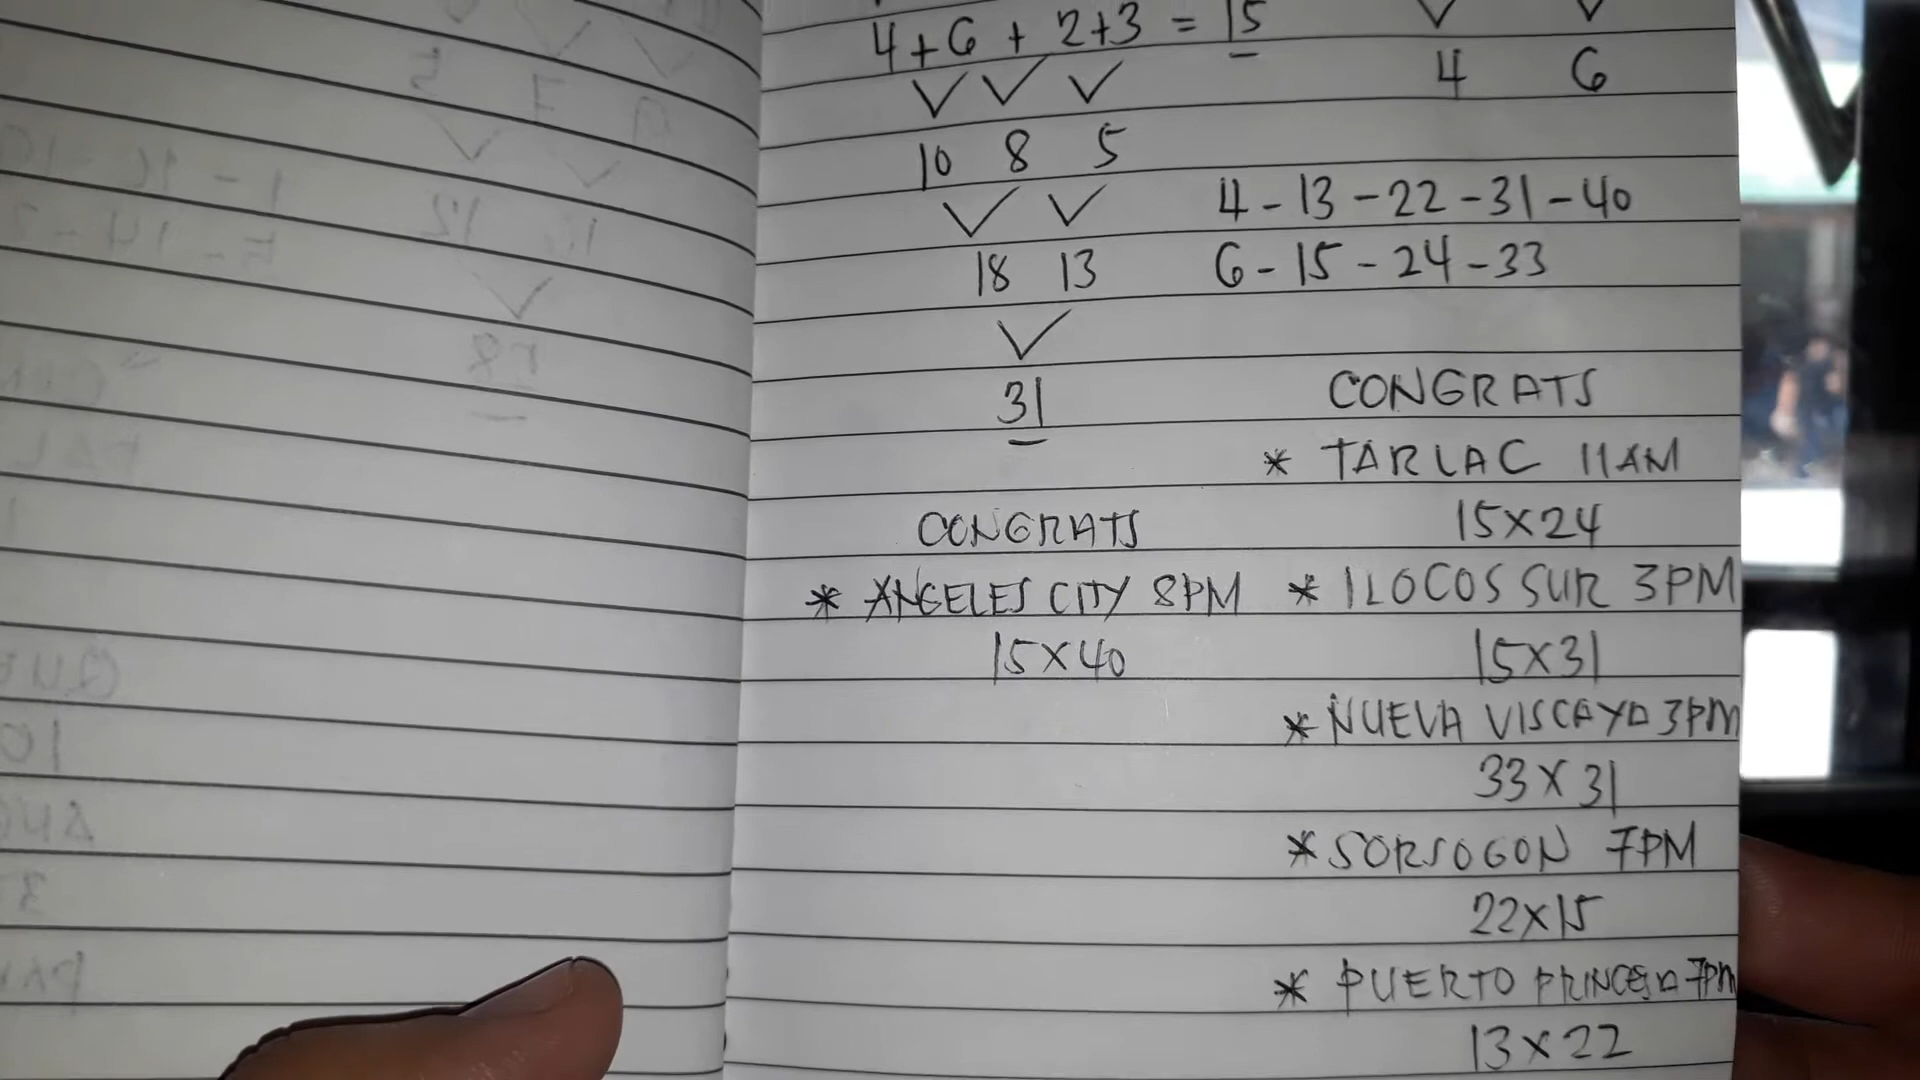 4+6+2+3=15
4 6
10 8 5
4-13-22-31-40
18 13
6-15-24-33
31
CONGRATS
* TARLAC 11AM
15X24
* ILOCOS SUR 3PM
15X31
* NUEVA VISCAYA 3PM
33X31
* SORSOGON 7PM
22X15
* PUERTO PRINCESA 7PM
13X22
CONGRATS
* ANGELES CITY 8PM
15X40